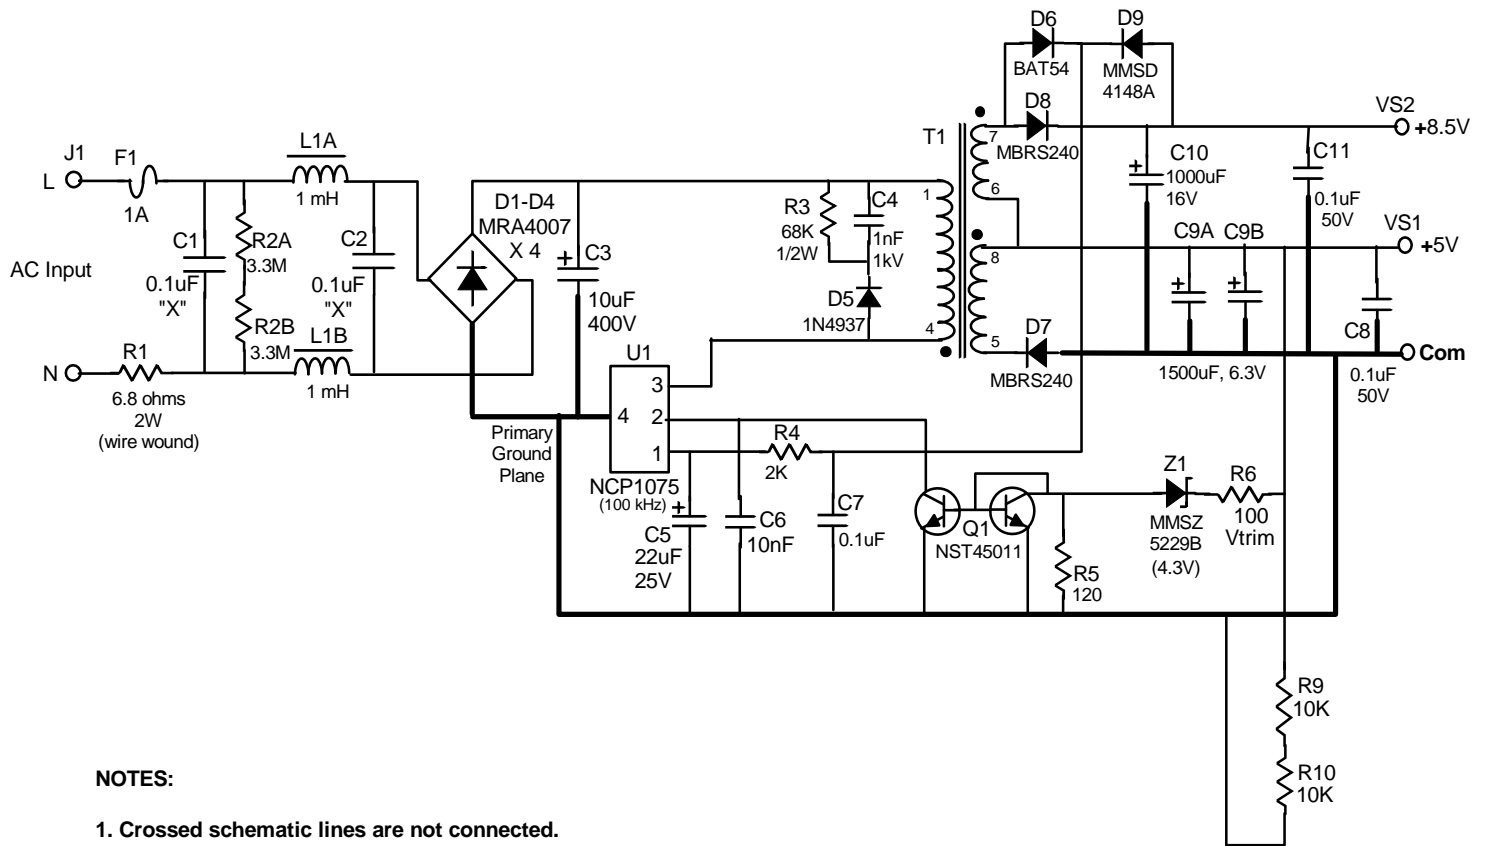 D6
BAT54
D9
MMSD
4148A
D8
MBRS240
VS2
+8.5V
T1
7
6
C10
1000uF
16V
+
C11
0.1uF
50V
J1
L
F1
1A
L1A
1 mH
AC Input
C1
0.1uF
"X"
R2A
3.3M
R2B
3.3M
C2
0.1uF
"X"
L1B
1 mH
N
R1
6.8 ohms
2W
(wire wound)
D1-D4
MRA4007
X 4
+
C3
10uF
400V
R3
68K
1/2W
C4
1nF
1kV
D5
1N4937
1
4
8
5
D7
MBRS240
VS1
+5V
C9A
+
C9B
+
1500uF, 6.3V
C8
0.1uF
50V
Com
U1
3
4
2
1
NCP1075
(100 kHz)
Primary
Ground
Plane
R4
2K
+
C5
22uF
25V
C6
10nF
C7
0.1uF
Q1
NST45011
R5
120
Z1
MMSZ
5229B
(4.3V)
R6
100
Vtrim
R9
10K
R10
10K
NOTES:
1. Crossed schematic lines are not connected.